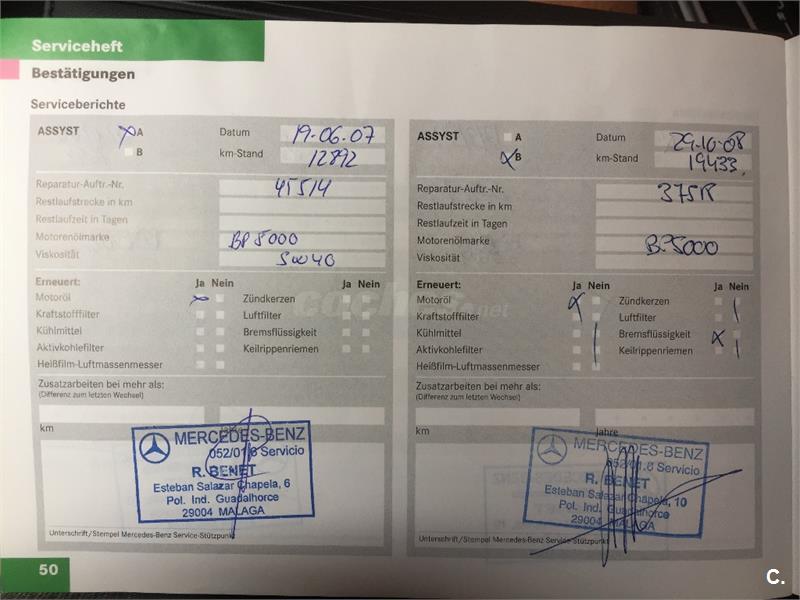 Serviceheft
Bestätigungen
Serviceberichte
ASSYST x A
B
Datum 19-06-07
km-Stand 12892
Reparatur-Auftr.-Nr. 45514
Restlaufstrecke in km
Restlaufzeit in Tagen
Motorenölmarke BP 5000
Viskosität 5W40
Erneuert: Ja Nein Ja Nein
Motoröl x Zündkerzen
Kraftstofffilter Luftfilter
Kühlmittel Bremsflüssigkeit
Aktivkohlefilter Keilrippenriemen
Heißfilm-Luftmassenmesser
Zusatzarbeiten bei mehr als:
(Differenz zum letzten Wechsel)
km
MERCEDES-BENZ
052/01.6 Servicio
R. BENET
Esteban Salazar Chapela, 6
Pol. Ind. Guadalhorce
29004 MALAGA
Unterschrift/Stempel Mercedes-Benz Service-Stützpunkt
ASSYST A
x B
Datum 29-10-08
km-Stand 19433
Reparatur-Auftr.-Nr.
Restlaufstrecke in km
Restlaufzeit in Tagen
Motorenölmarke BP5000
Viskosität
Erneuert: Ja Nein Ja Nein
Motoröl x Zündkerzen
Kraftstofffilter Luftfilter
Kühlmittel Bremsflüssigkeit x
Aktivkohlefilter Keilrippenriemen
Heißfilm-Luftmassenmesser
Zusatzarbeiten bei mehr als:
(Differenz zum letzten Wechsel)
km Jahre
MERCEDES-BENZ
052/01.6 Servicio
R. BENET
Esteban Salazar Chapela, 10
Pol. Ind. Guadalhorce
29004 MALAGA
Unterschrift/Stempel Mercedes-Benz Service-Stützpunkt
50
C.